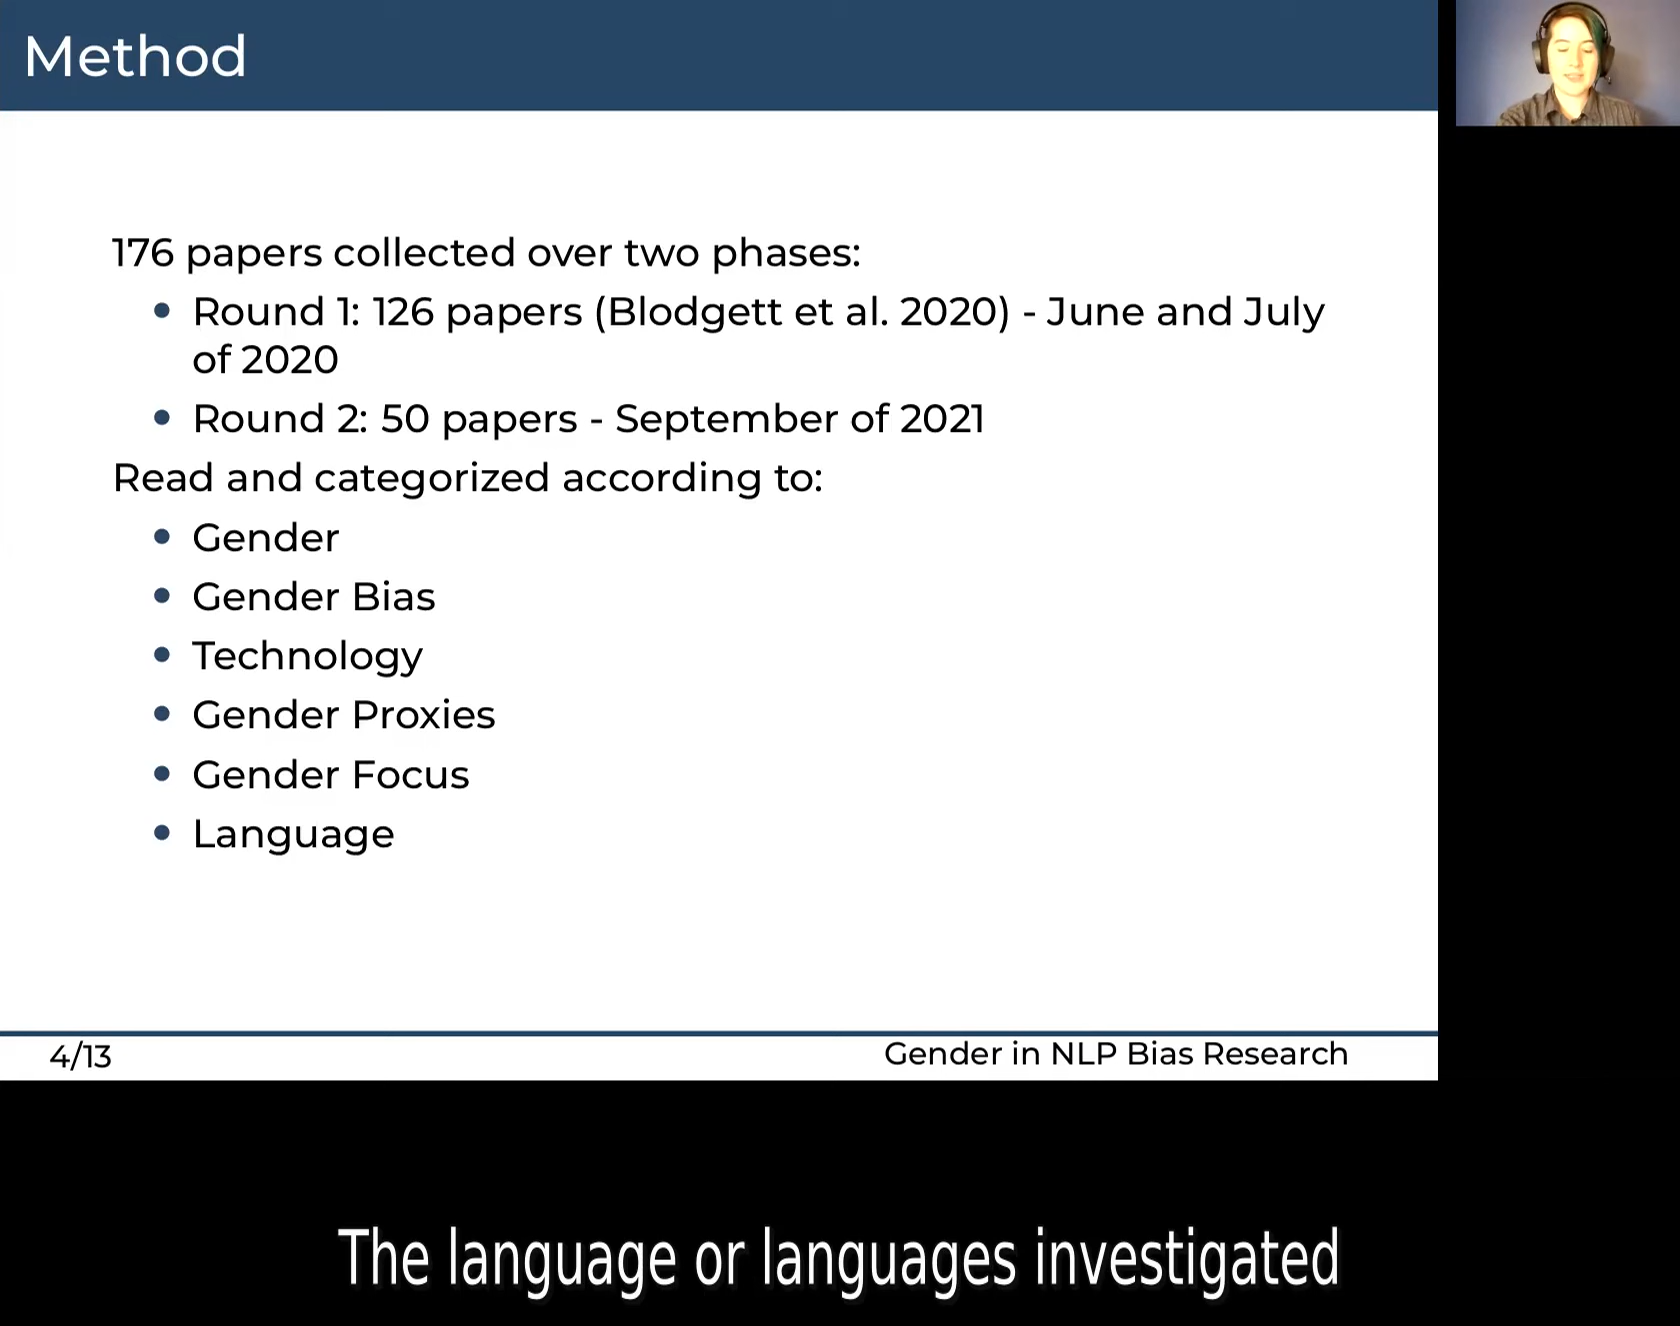 Method
176 papers collected over two phases:
• Round 1: 126 papers (Blodgett et al. 2020) - June and July
of 2020
• Round 2: 50 papers - September of 2021
Read and categorized according to:
• Gender
• Gender Bias
• Technology
• Gender Proxies
• Gender Focus
• Language
4/13
Gender in NLP Bias Research
The language or languages investigated